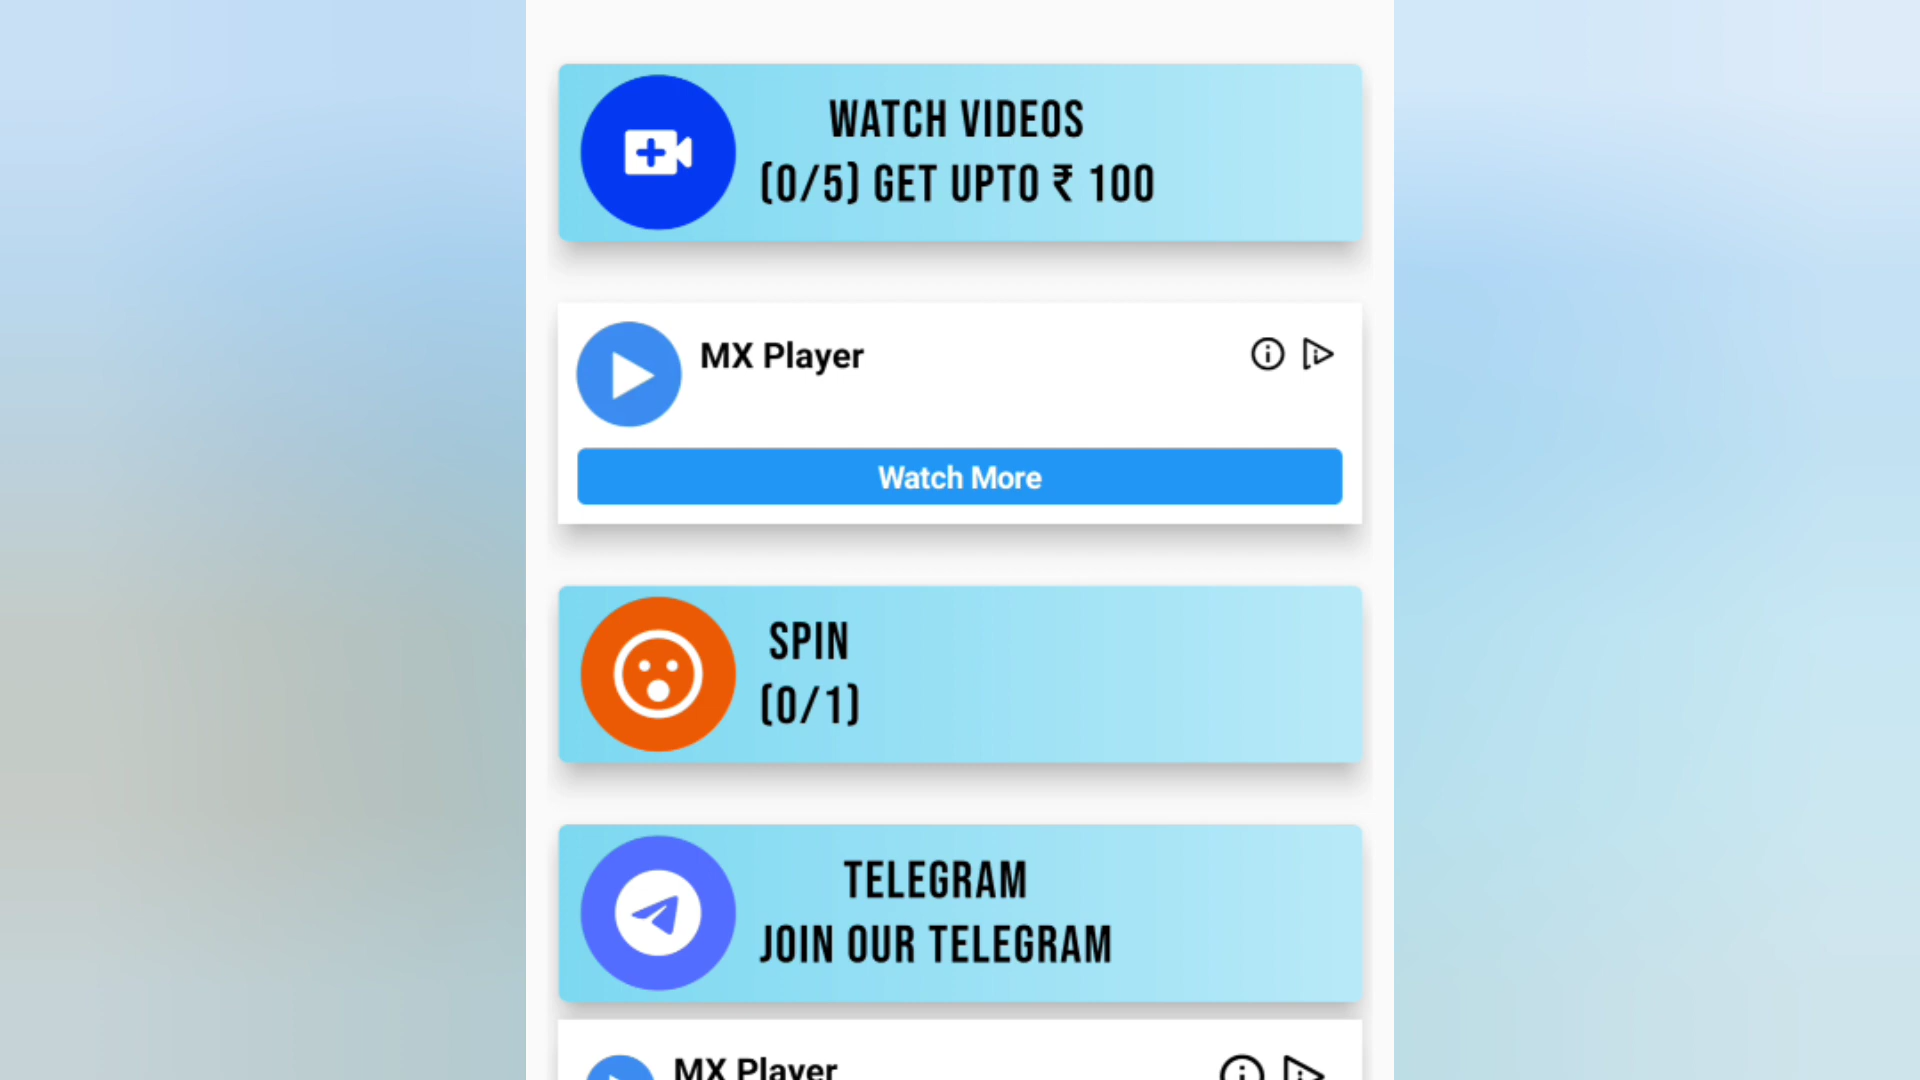 WATCH VIDEOS
(0/5) GET UPTO ₹ 100
MX Player
Watch More
SPIN
(0/1)
TELEGRAM
JOIN OUR TELEGRAM
MX Player